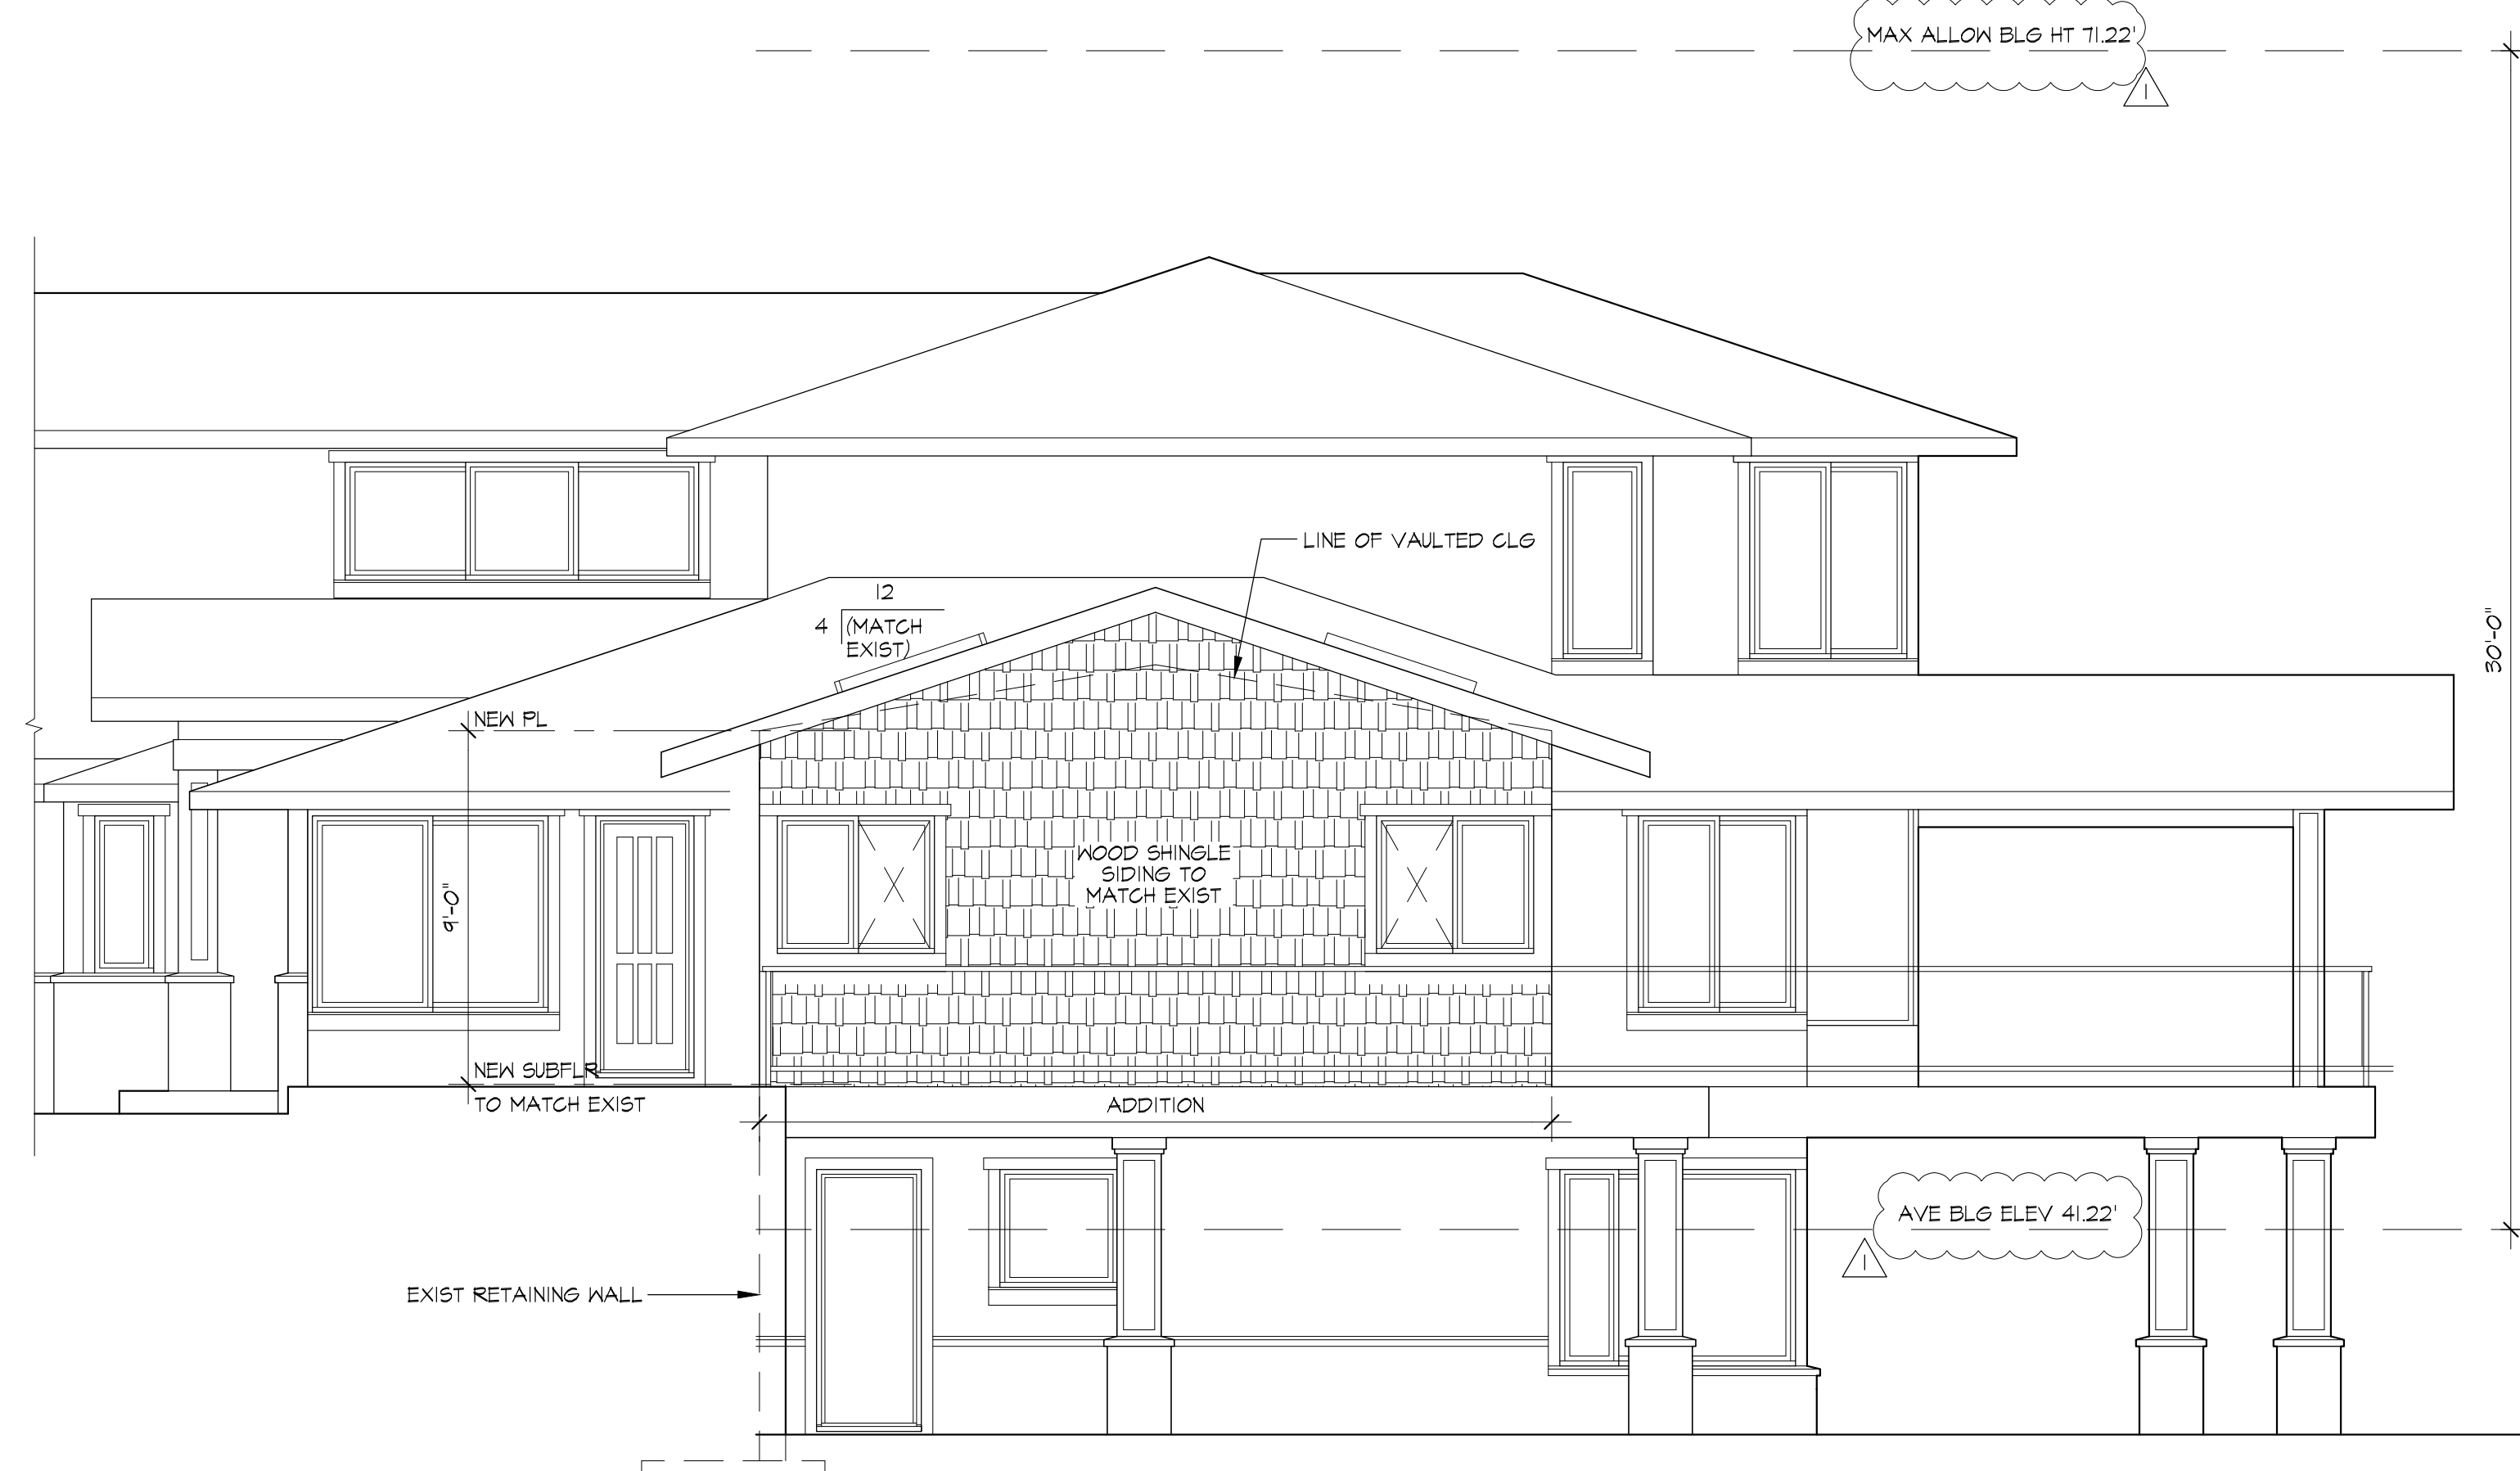 MAX ALLOW BLG HT 71.22'
1
LINE OF VAULTED CLG
12
4
(MATCH
EXIST)
30'-0"
NEW PL
9'-0"
WOOD SHINGLE
SIDING TO
MATCH EXIST
NEW SUBFLR
TO MATCH EXIST
ADDITION
AVE BLG ELEV 41.22'
1
EXIST RETAINING WALL